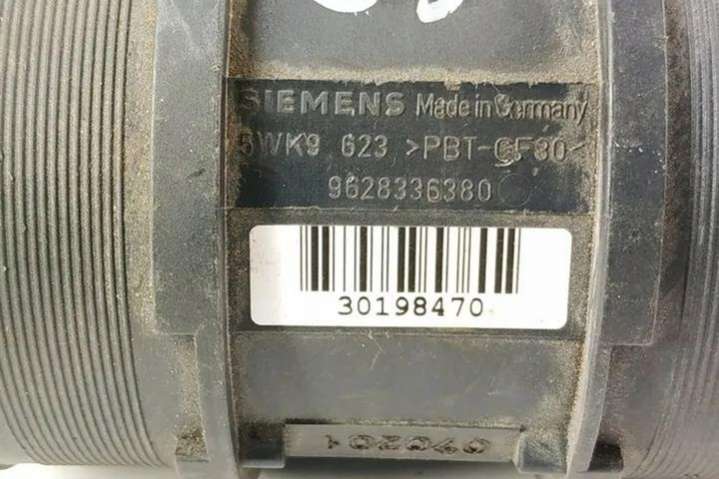 SIEMENS Made in Germany
5WK9 623 >PBT-GF30<
9628336380
30198470